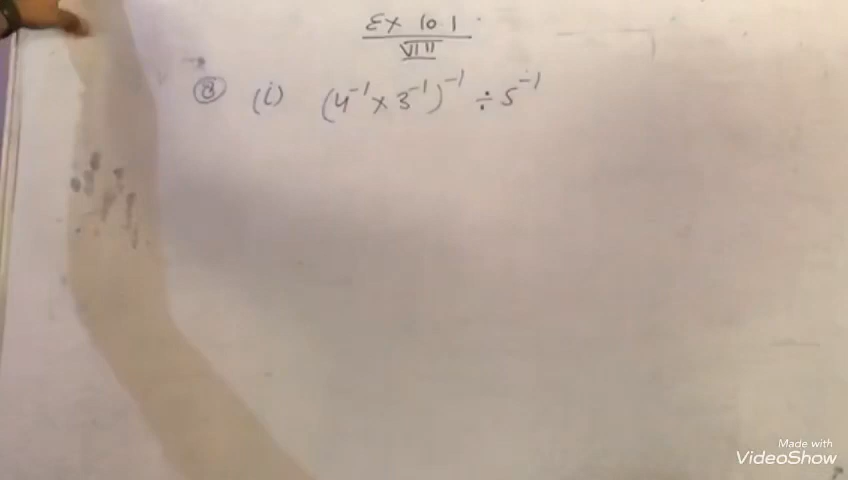 Ex 10.1
VIII
⑧ (i) (4⁻¹ × 3⁻¹)⁻¹ ÷ 5⁻¹
Made with
VideoShow